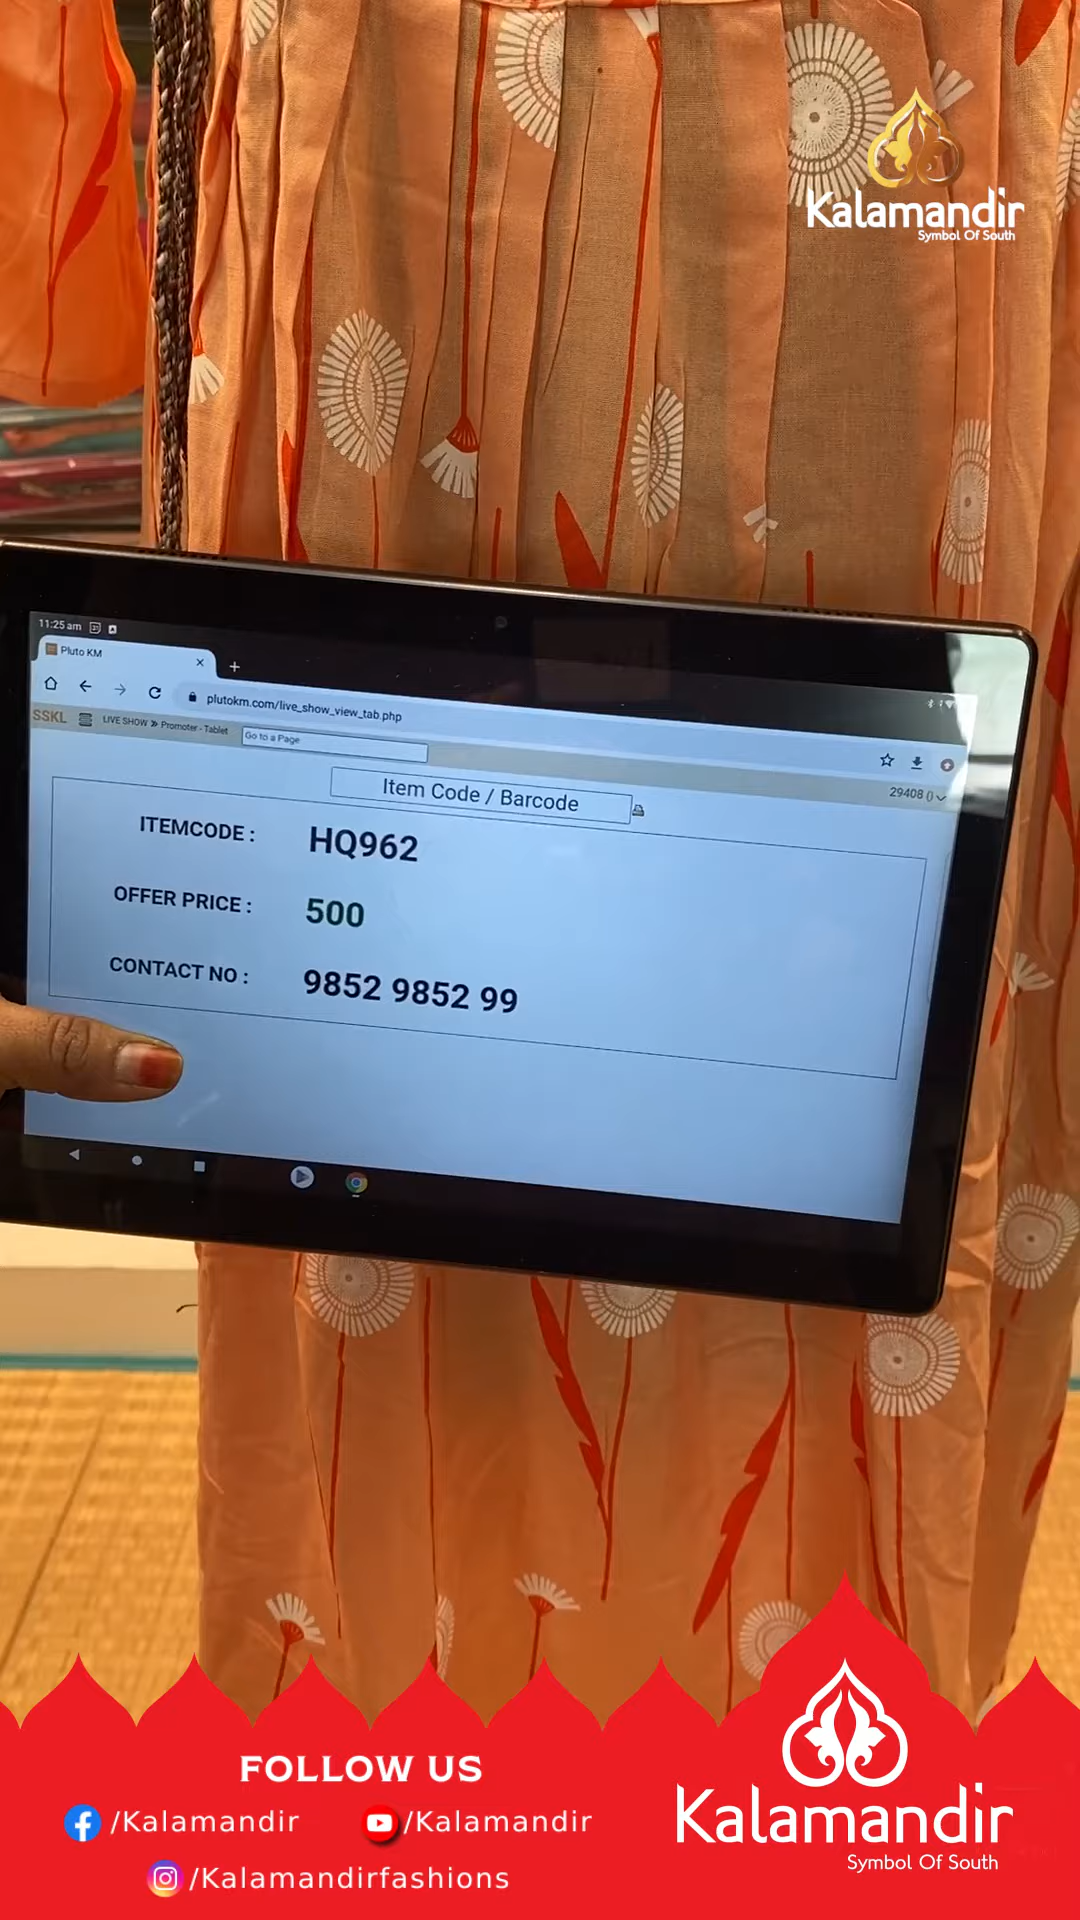 Kalamandir
Symbol Of South
11:25 am
Pluto KM
plutokm.com/live_show_view_tab.php
SSKL
LIVE SHOW » Promoter - Tablet
Go to a Page
29408 ()
Item Code / Barcode
ITEMCODE : HQ962
OFFER PRICE : 500
CONTACT NO : 9852 9852 99
FOLLOW US
/Kalamandir
/Kalamandir
/Kalamandirfashions
Kalamandir
Symbol Of South